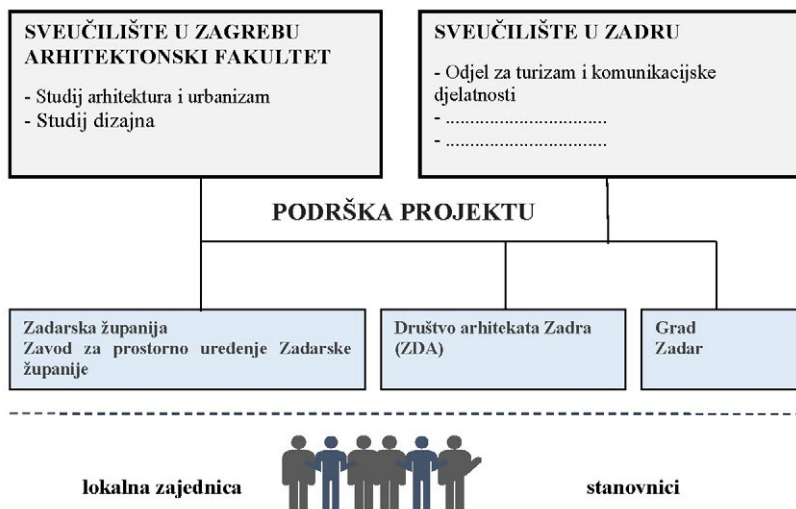 SVEUČILIŠTE U ZAGREBU
ARHITEKTONSKI FAKULTET
- Studij arhitektura i urbanizam
- Studij dizajna
SVEUČILIŠTE U ZADRU
- Odjel za turizam i komunikacijske
djelatnosti
- ..................................
- ..................................
PODRŠKA PROJEKTU
Zadarska županija
Zavod za prostorno uređenje Zadarske
županije
Društvo arhitekata Zadra
(ZDA)
Grad
Zadar
lokalna zajednica
stanovnici